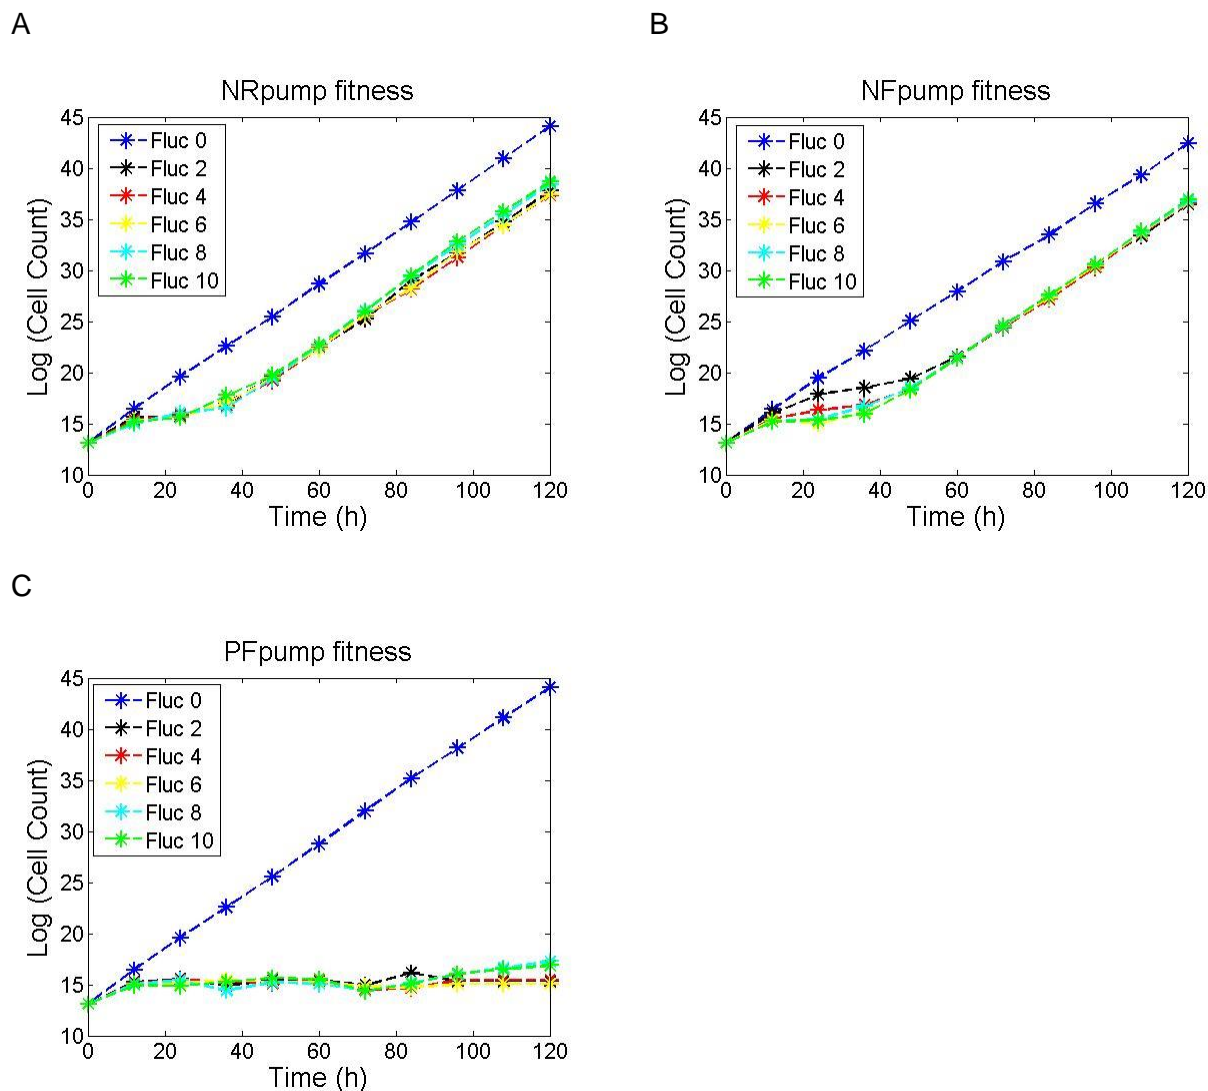 A
NRpump fitness
Log (Cell Count)
45
40
35
30
25
20
15
10
Fluc 0
Fluc 2
Fluc 4
Fluc 6
Fluc 8
Fluc 10
0 20 40 60 80 100 120
Time (h)
B
NFpump fitness
Log (Cell Count)
45
40
35
30
25
20
15
10
Fluc 0
Fluc 2
Fluc 4
Fluc 6
Fluc 8
Fluc 10
0 20 40 60 80 100 120
Time (h)
C
PFpump fitness
Log (Cell Count)
45
40
35
30
25
20
15
10
Fluc 0
Fluc 2
Fluc 4
Fluc 6
Fluc 8
Fluc 10
0 20 40 60 80 100 120
Time (h)